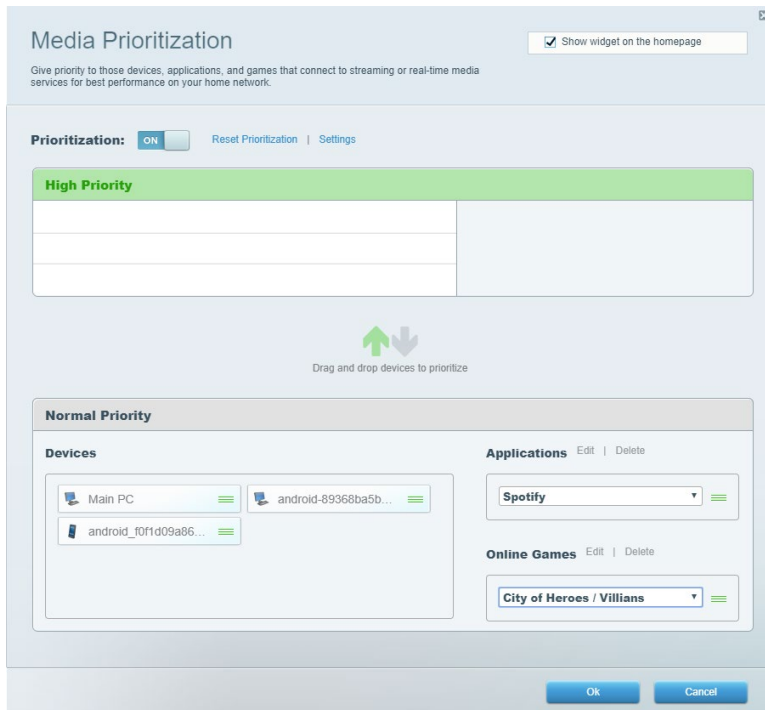 Media Prioritization
Show widget on the homepage
Give priority to those devices, applications, and games that connect to streaming or real-time media
services for best performance on your home network.
Prioritization: ON Reset Prioritization | Settings
High Priority
Drag and drop devices to prioritize
Normal Priority
Devices
Main PC
android-89368ba5b...
android_f0f1d09a86...
Applications Edit | Delete
Spotify
Online Games Edit | Delete
City of Heroes / Villians
Ok Cancel